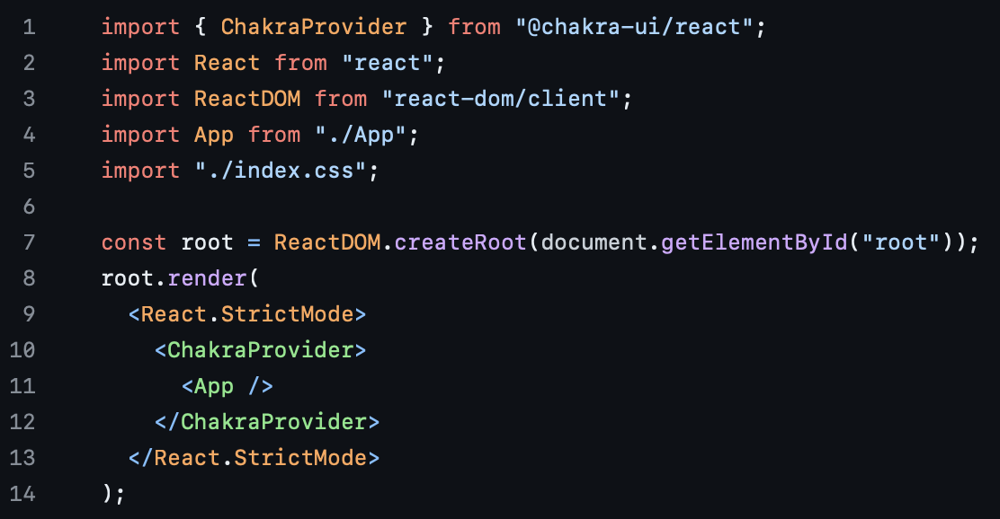 1 import { ChakraProvider } from "@chakra-ui/react";
2 import React from "react";
3 import ReactDOM from "react-dom/client";
4 import App from "./App";
5 import "./index.css";
6
7 const root = ReactDOM.createRoot(document.getElementById("root"));
8 root.render(
9   <React.StrictMode>
10     <ChakraProvider>
11       <App />
12     </ChakraProvider>
13   </React.StrictMode>
14 );